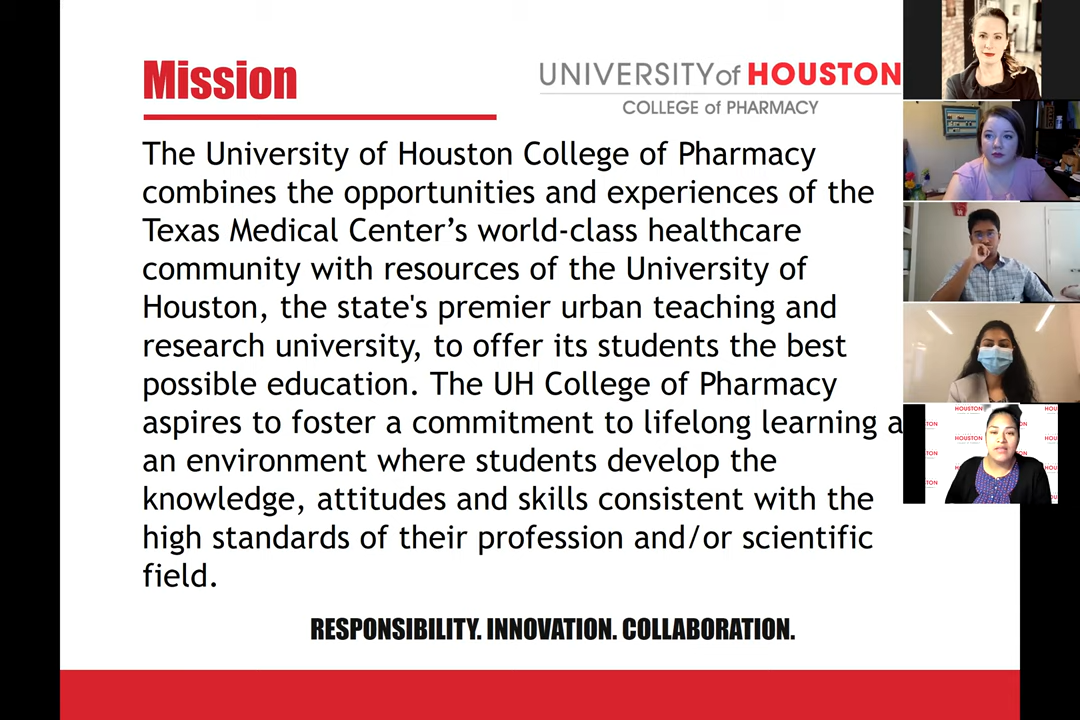 Mission
UNIVERSITY of HOUSTON
COLLEGE of PHARMACY
The University of Houston College of Pharmacy
combines the opportunities and experiences of the
Texas Medical Center’s world-class healthcare
community with resources of the University of
Houston, the state's premier urban teaching and
research university, to offer its students the best
possible education. The UH College of Pharmacy
aspires to foster a commitment to lifelong learning a
an environment where students develop the
knowledge, attitudes and skills consistent with the
high standards of their profession and/or scientific
field.
RESPONSIBILITY. INNOVATION. COLLABORATION.
HOUSTON
HOUSTON